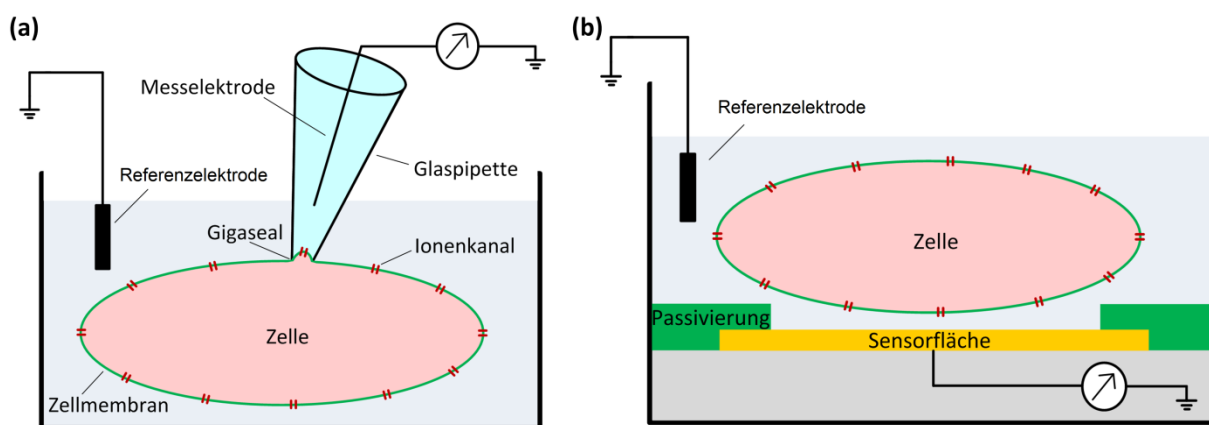 (a)
Messelektrode
Referenzelektrode
Glaspipette
Gigaseal
Ionenkanal
Zelle
Zellmembran
(b)
Referenzelektrode
Zelle
Passivierung
Sensorfläche